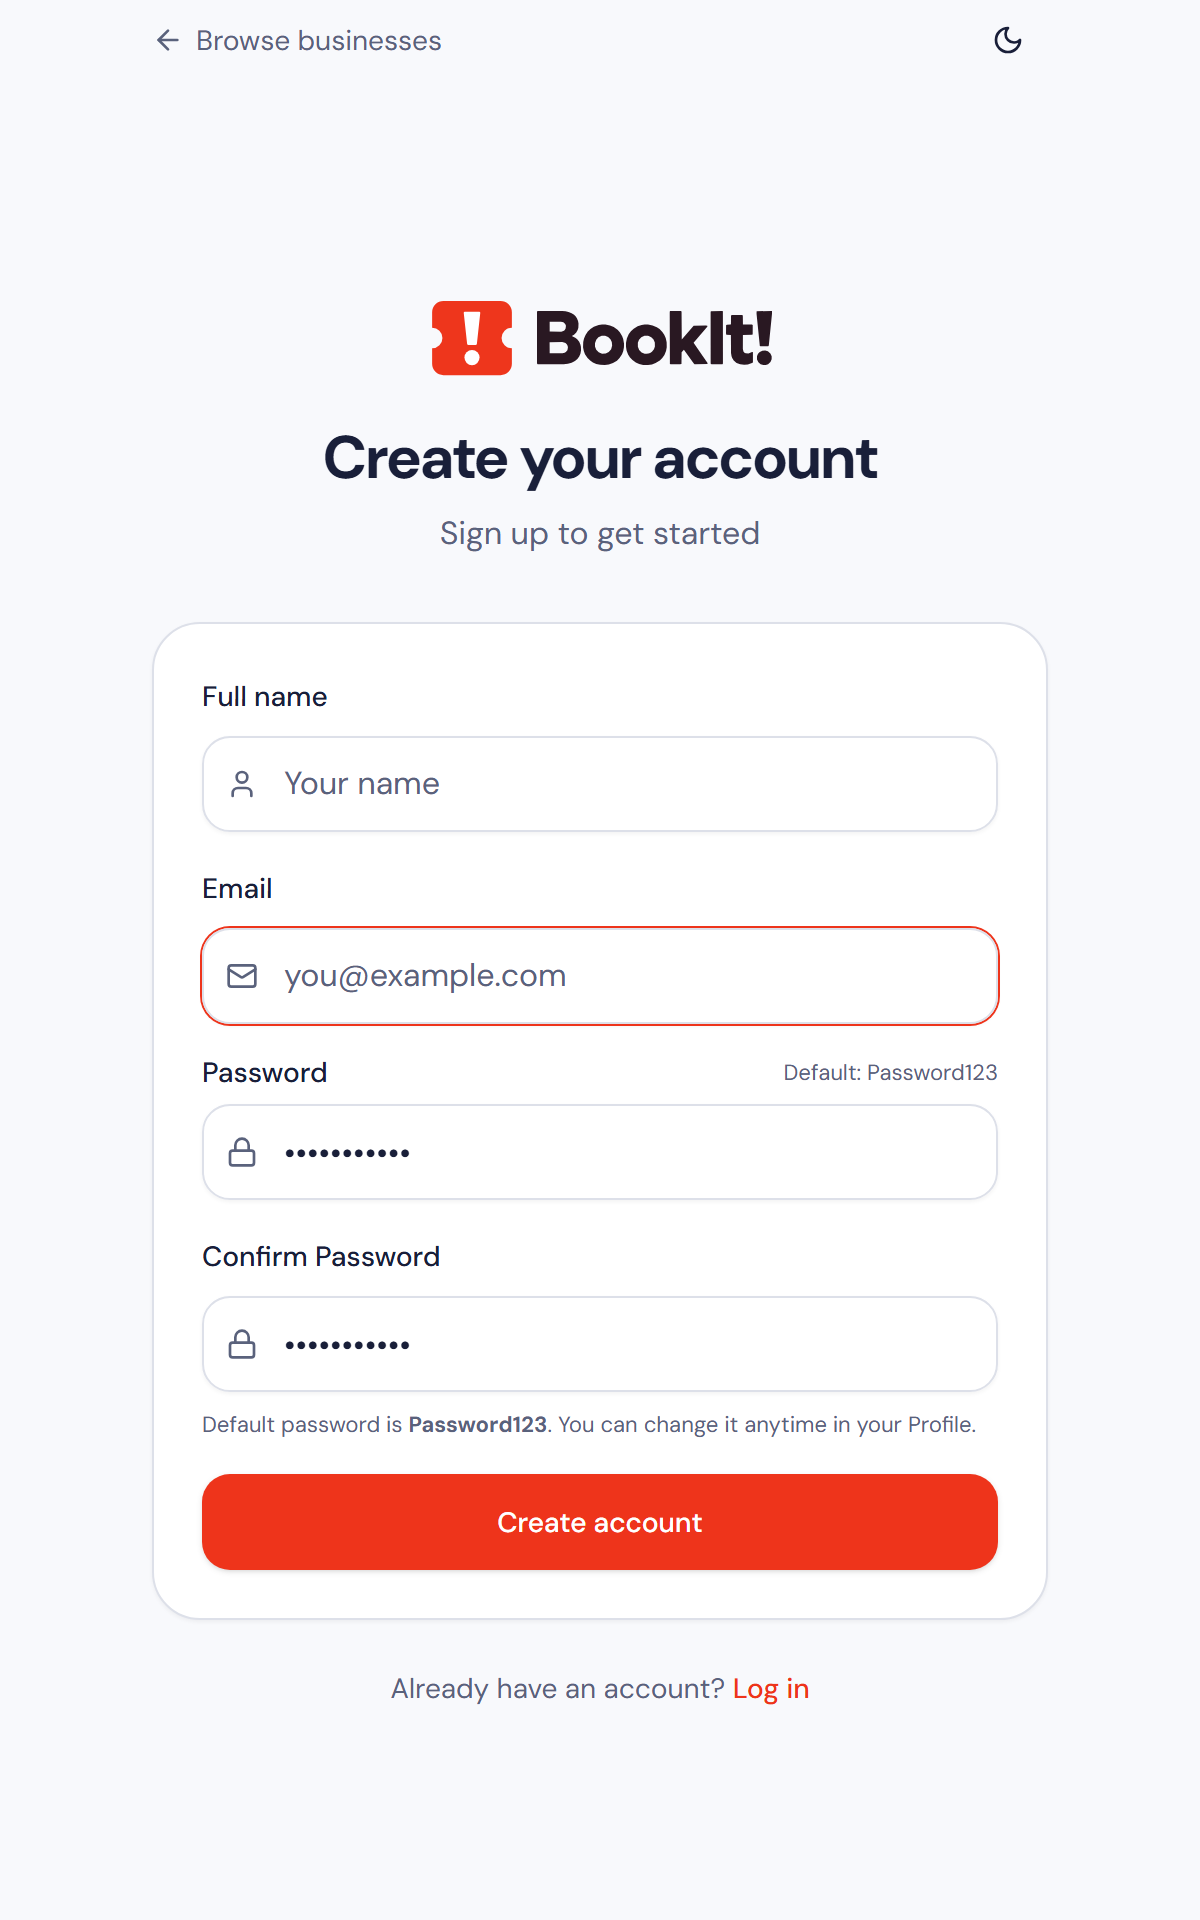 Browse businesses
! BookIt!
Create your account
Sign up to get started
Full name
Your name
Email
you@example.com
Password Default: Password123
•••••••••••
Confirm Password
•••••••••••
Default password is Password123. You can change it anytime in your Profile.
Create account
Already have an account? Log in